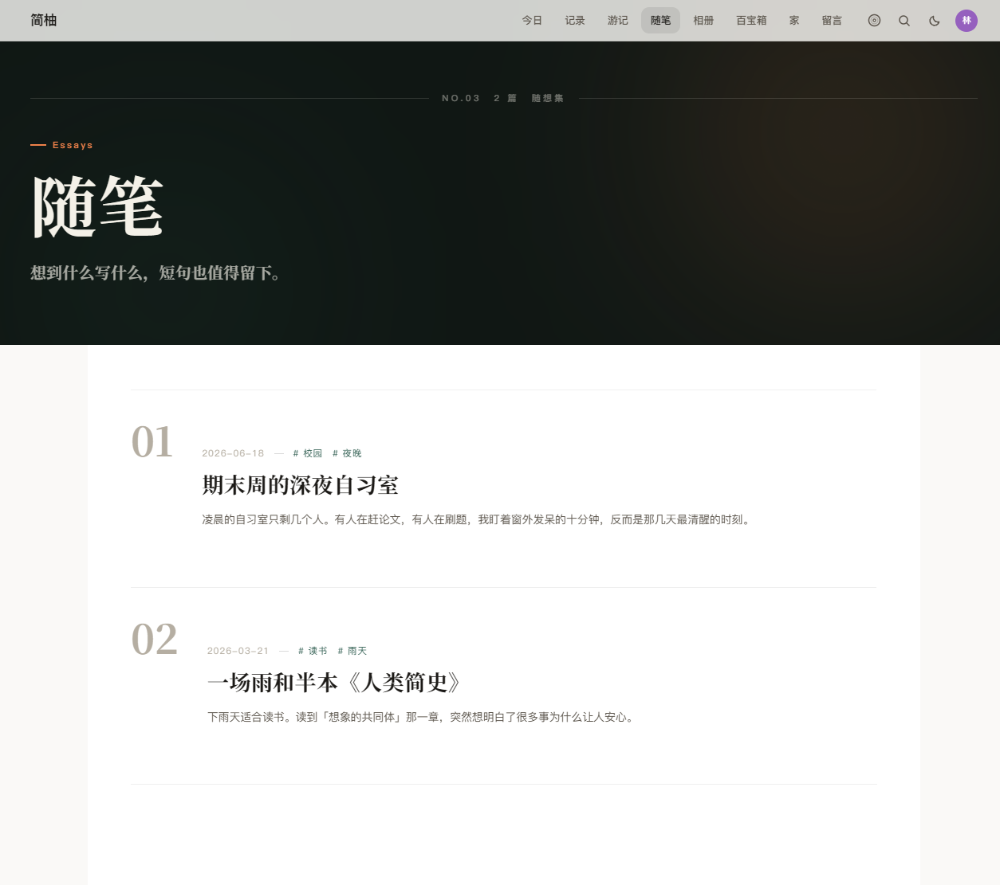 简柚 今日 记录 游记 随笔 相册 百宝箱 家 留言 林
NO.03 2 篇 随想集
Essays
随笔
想到什么写什么，短句也值得留下。
01
2026-06-18 — # 校园 # 夜晚
期末周的深夜自习室
凌晨的自习室只剩几个人。有人在赶论文，有人在刷题，我盯着窗外发呆的十分钟，反而是那几天最清醒的时刻。
02
2026-03-21 — # 读书 # 雨天
一场雨和半本《人类简史》
下雨天适合读书。读到「想象的共同体」那一章，突然想明白了很多事为什么让人安心。